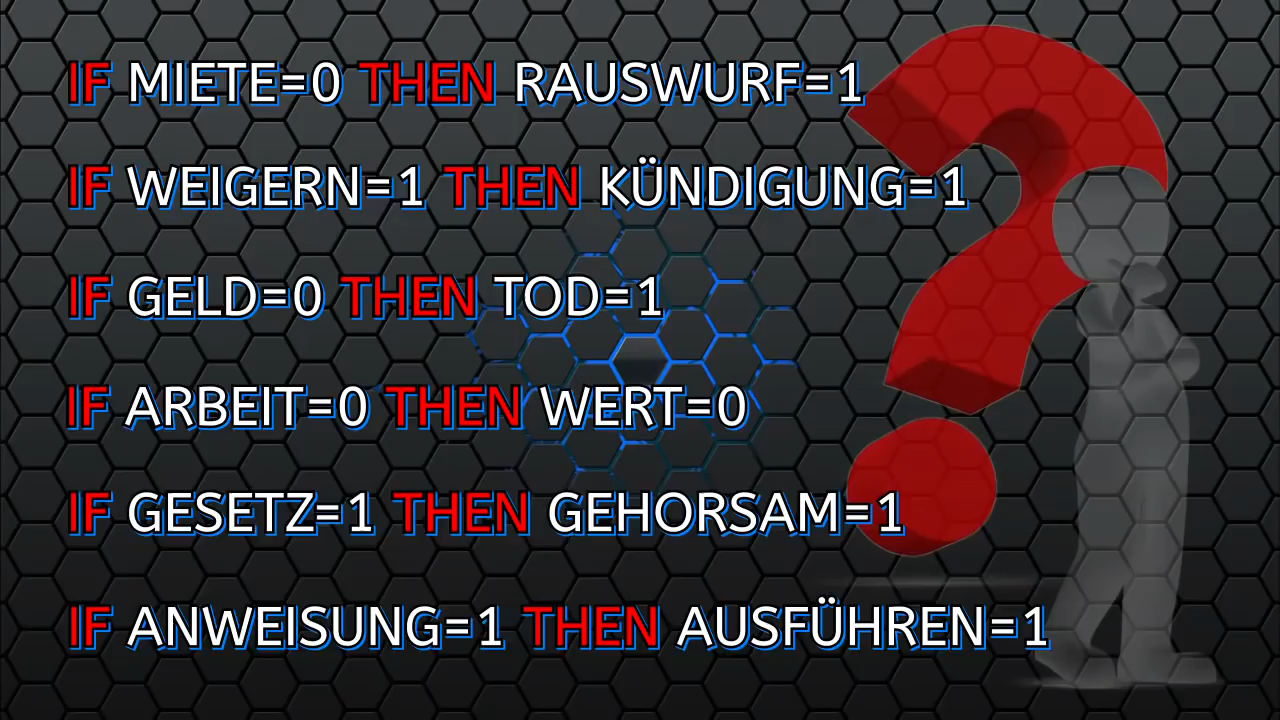 IF MIETE=0 THEN RAUSWURF=1
IF WEIGERN=1 THEN KÜNDIGUNG=1
IF GELD=0 THEN TOD=1
IF ARBEIT=0 THEN WERT=0
IF GESETZ=1 THEN GEHORSAM=1
IF ANWEISUNG=1 THEN AUSFÜHREN=1